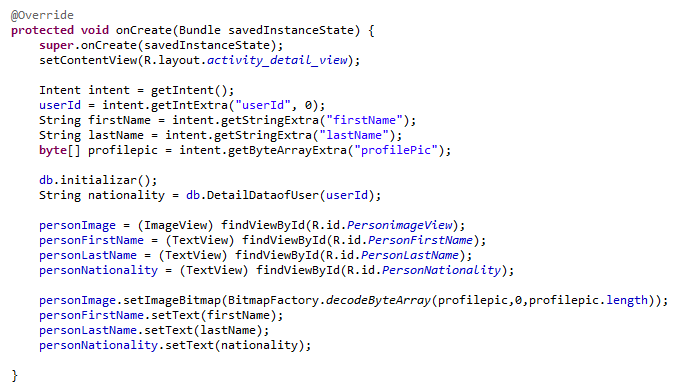 @Override
protected void onCreate(Bundle savedInstanceState) {
    super.onCreate(savedInstanceState);
    setContentView(R.layout.activity_detail_view);

    Intent intent = getIntent();
    userId = intent.getIntExtra("userId", 0);
    String firstName = intent.getStringExtra("firstName");
    String lastName = intent.getStringExtra("lastName");
    byte[] profilepic = intent.getByteArrayExtra("profilePic");

    db.initializar();
    String nationality = db.DetailDataofUser(userId);

    personImage = (ImageView) findViewById(R.id.PersonimageView);
    personFirstName = (TextView) findViewById(R.id.PersonFirstName);
    personLastName = (TextView) findViewById(R.id.PersonLastName);
    personNationality = (TextView) findViewById(R.id.PersonNationality);

    personImage.setImageBitmap(BitmapFactory.decodeByteArray(profilepic,0,profilepic.length));
    personFirstName.setText(firstName);
    personLastName.setText(lastName);
    personNationality.setText(nationality);

}